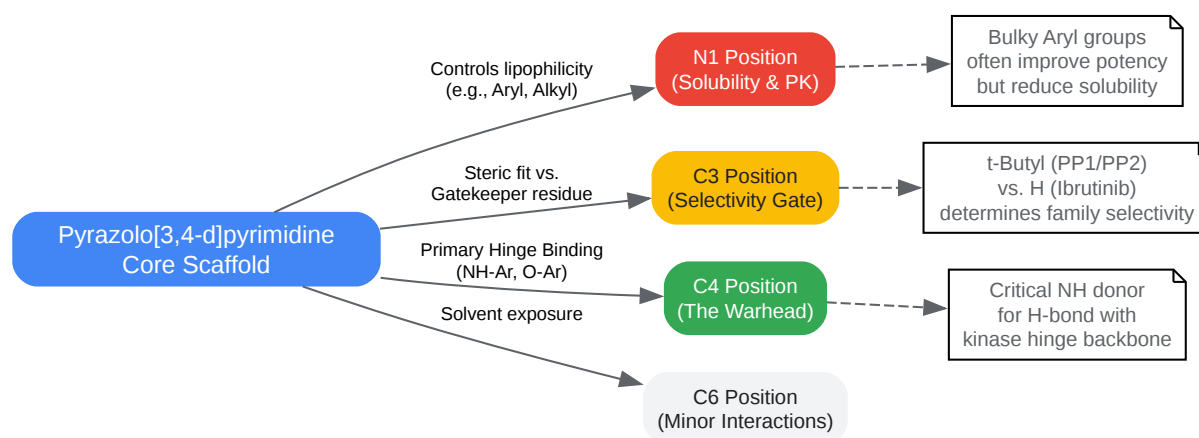 Pyrazolo[3,4-d]pyrimidine
Core Scaffold
Controls lipophilicity
(e.g., Aryl, Alkyl)
N1 Position
(Solubility & PK)
Bulky Aryl groups
often improve potency
but reduce solubility
Steric fit vs.
Gatekeeper residue
C3 Position
(Selectivity Gate)
t-Butyl (PP1/PP2)
vs. H (Ibrutinib)
determines family selectivity
Primary Hinge Binding
(NH-Ar, O-Ar)
C4 Position
(The Warhead)
Critical NH donor
for H-bond with
kinase hinge backbone
Solvent exposure
C6 Position
(Minor Interactions)